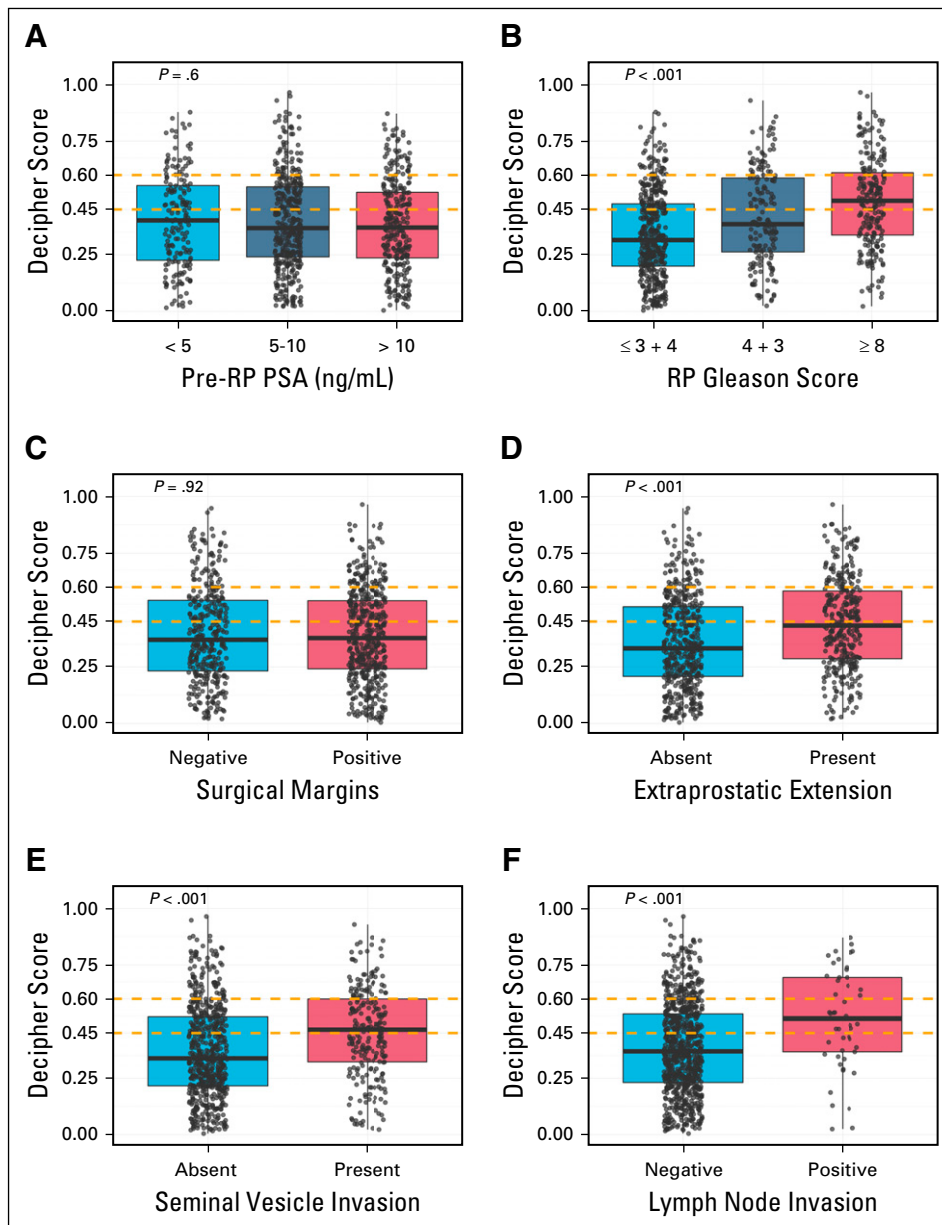 A
P = .6
Decipher Score
1.00
0.75
0.60
0.45
0.25
0.00
< 5
5-10
> 10
Pre-RP PSA (ng/mL)
B
P < .001
Decipher Score
1.00
0.75
0.60
0.45
0.25
0.00
≤ 3 + 4
4 + 3
≥ 8
RP Gleason Score
C
P = .92
Decipher Score
1.00
0.75
0.60
0.45
0.25
0.00
Negative
Positive
Surgical Margins
D
P < .001
Decipher Score
1.00
0.75
0.60
0.45
0.25
0.00
Absent
Present
Extraprostatic Extension
E
P < .001
Decipher Score
1.00
0.75
0.60
0.45
0.25
0.00
Absent
Present
Seminal Vesicle Invasion
F
P < .001
Decipher Score
1.00
0.75
0.60
0.45
0.25
0.00
Negative
Positive
Lymph Node Invasion